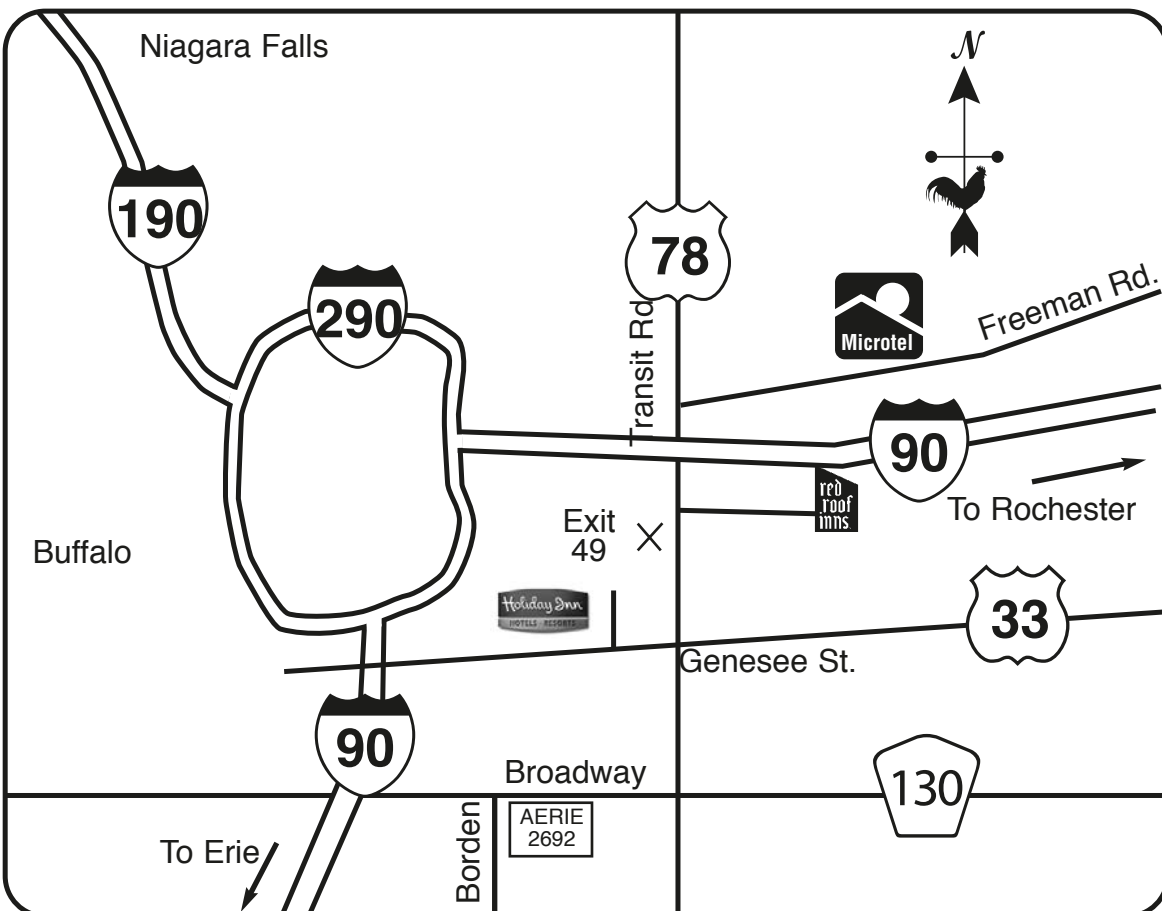 Niagara Falls
N
190
78
290
Transit Rd.
Microtel
Freeman Rd.
90
red
roof
inns
To Rochester
Exit
49
Buffalo
Holiday Inn
HOTELS · RESORTS
33
Genesee St.
90
Broadway
130
AERIE
2692
Borden
To Erie